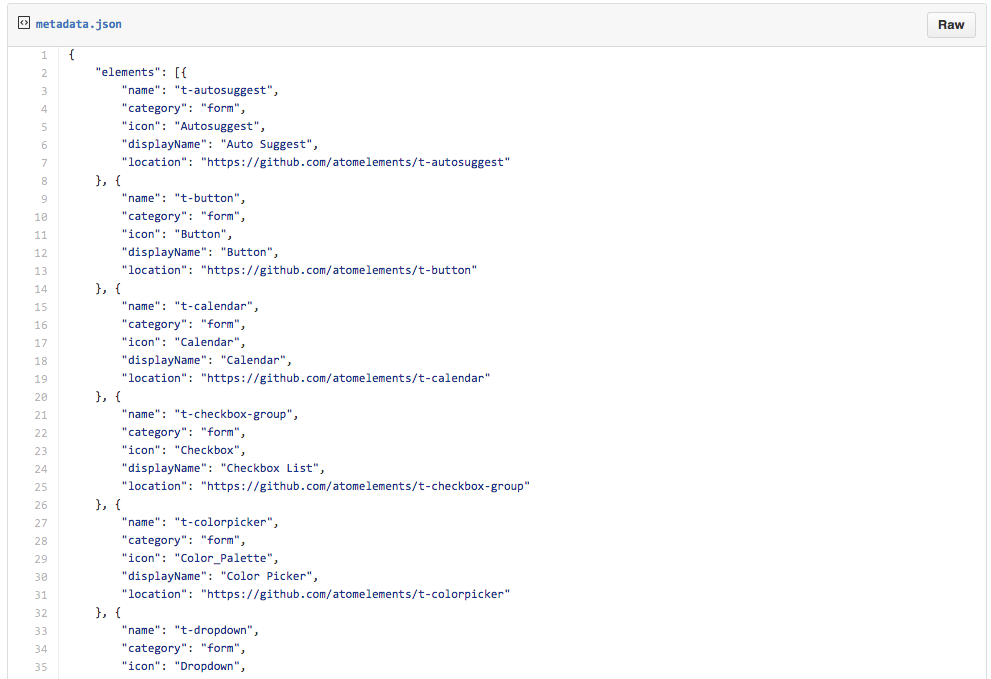 metadata.json
Raw
1 {
2     "elements": [{
3         "name": "t-autosuggest",
4         "category": "form",
5         "icon": "Autosuggest",
6         "displayName": "Auto Suggest",
7         "location": "https://github.com/atomelements/t-autosuggest"
8     }, {
9         "name": "t-button",
10         "category": "form",
11         "icon": "Button",
12         "displayName": "Button",
13         "location": "https://github.com/atomelements/t-button"
14     }, {
15         "name": "t-calendar",
16         "category": "form",
17         "icon": "Calendar",
18         "displayName": "Calendar",
19         "location": "https://github.com/atomelements/t-calendar"
20     }, {
21         "name": "t-checkbox-group",
22         "category": "form",
23         "icon": "Checkbox",
24         "displayName": "Checkbox List",
25         "location": "https://github.com/atomelements/t-checkbox-group"
26     }, {
27         "name": "t-colorpicker",
28         "category": "form",
29         "icon": "Color_Palette",
30         "displayName": "Color Picker",
31         "location": "https://github.com/atomelements/t-colorpicker"
32     }, {
33         "name": "t-dropdown",
34         "category": "form",
35         "icon": "Dropdown",